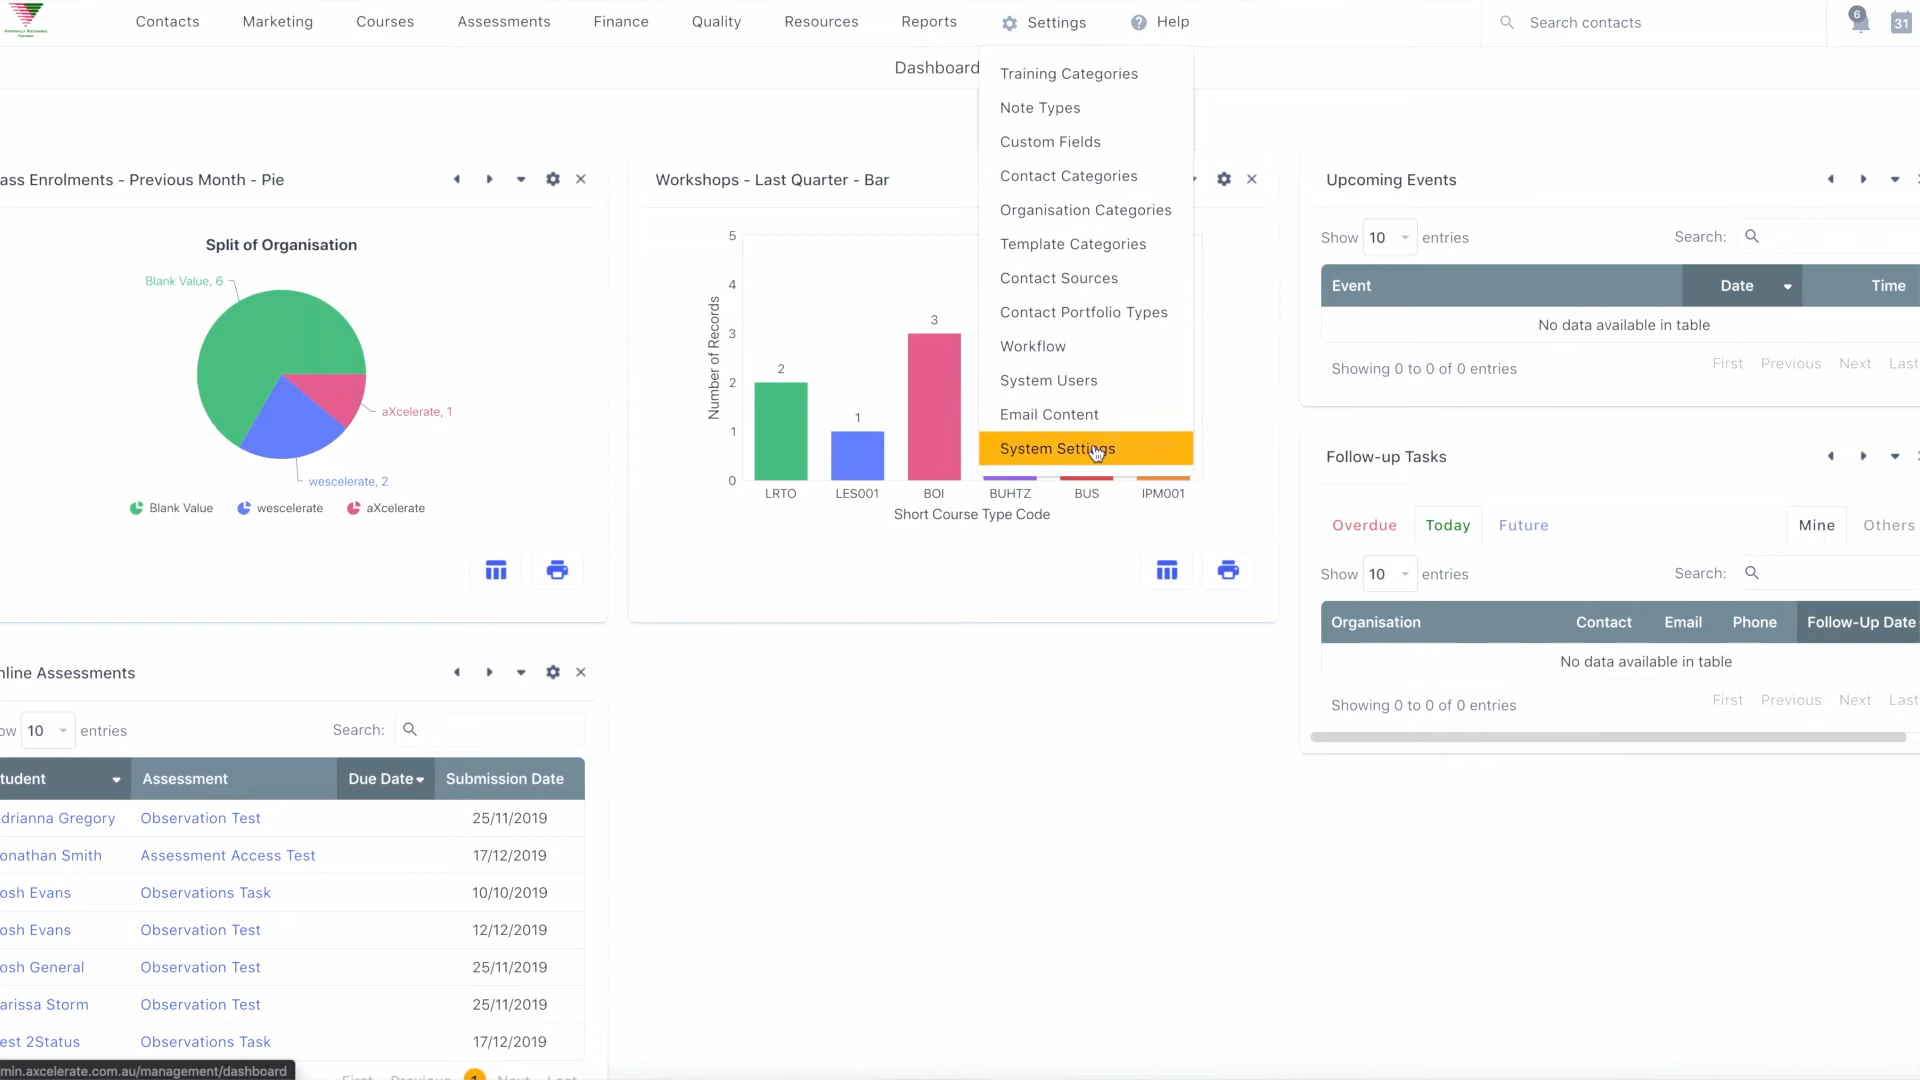 Contacts Marketing Courses Assessments Finance Quality Resources Reports Settings Help Search contacts 6 31
Dashboard
Training Categories
Note Types
Custom Fields
Contact Categories
Organisation Categories
Template Categories
Contact Sources
Contact Portfolio Types
Workflow
System Users
Email Content
System Settings
ass Enrolments - Previous Month - Pie
Split of Organisation
Blank Value, 6
aXcelerate, 1
wescelerate, 2
Blank Value wescelerate aXcelerate
Workshops - Last Quarter - Bar
Number of Records
5
4
3
2
1
0
2
1
3
LRTO LES001 BOI BUHTZ BUS IPM001
Short Course Type Code
Upcoming Events
Show 10 entries Search:
Event Date Time
No data available in table
Showing 0 to 0 of 0 entries First Previous Next Last
Follow-up Tasks
Overdue Today Future Mine Others
Show 10 entries Search:
Organisation Contact Email Phone Follow-Up Date
No data available in table
Showing 0 to 0 of 0 entries First Previous Next Last
nline Assessments
ow 10 entries Search:
tudent Assessment Due Date Submission Date
drianna Gregory Observation Test 25/11/2019
onathan Smith Assessment Access Test 17/12/2019
osh Evans Observations Task 10/10/2019
osh Evans Observation Test 12/12/2019
osh General Observation Test 25/11/2019
arissa Storm Observation Test 25/11/2019
est 2Status Observations Task 17/12/2019
First Previous 1 Next Last
min.axcelerate.com.au/management/dashboard